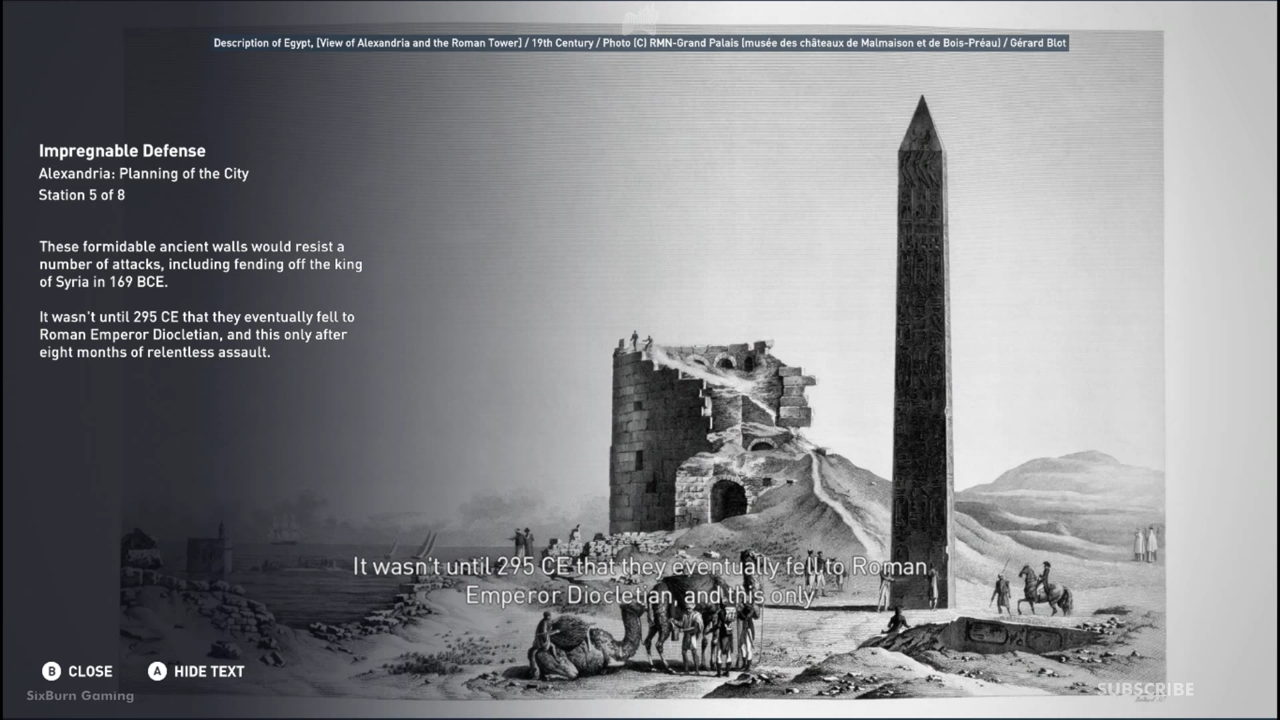 Description of Egypt, [View of Alexandria and the Roman Tower] / 19th Century / Photo (C) RMN-Grand Palais (musée des châteaux de Malmaison et de Bois-Préau) / Gérard Blot
Impregnable Defense
Alexandria: Planning of the City
Station 5 of 8
These formidable ancient walls would resist a
number of attacks, including fending off the king
of Syria in 169 BCE.
It wasn't until 295 CE that they eventually fell to
Roman Emperor Diocletian, and this only after
eight months of relentless assault.
It wasn't until 295 CE that they eventually fell to Roman
Emperor Diocletian, and this only
B CLOSE
A HIDE TEXT
SixBurn Gaming
SUBSCRIBE